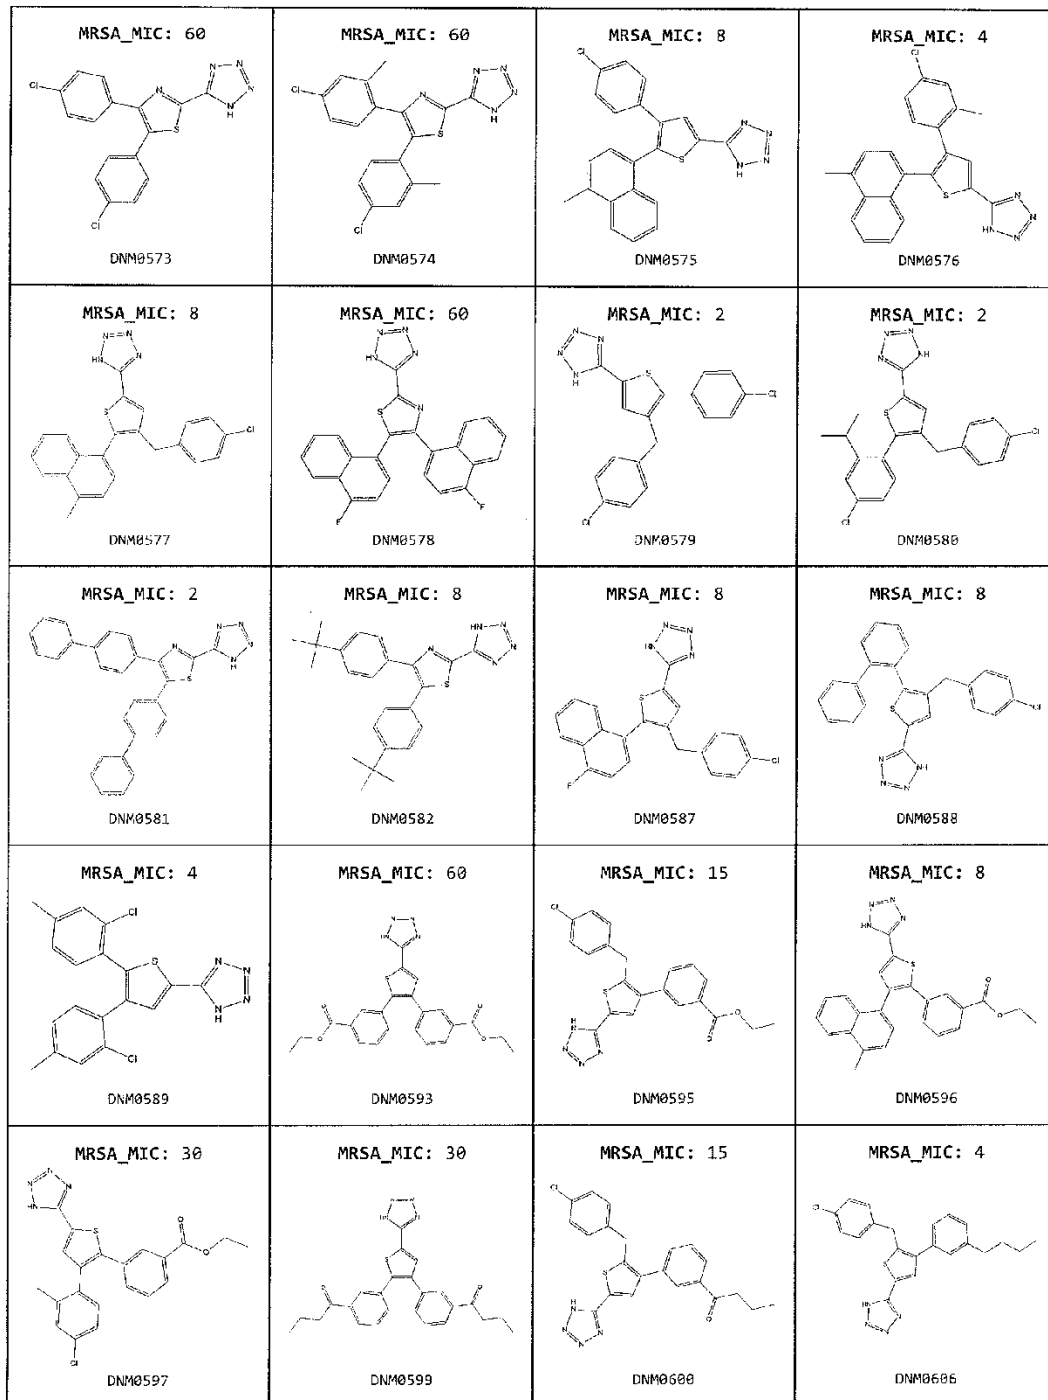 MRSA_MIC: 60
DNM0573
MRSA_MIC: 60
DNM0574
MRSA_MIC: 8
DNM0575
MRSA_MIC: 4
DNM0576
MRSA_MIC: 8
DNM0577
MRSA_MIC: 60
DNM0578
MRSA_MIC: 2
DNM0579
MRSA_MIC: 2
DNM0580
MRSA_MIC: 2
DNM0581
MRSA_MIC: 8
DNM0582
MRSA_MIC: 8
DNM0587
MRSA_MIC: 8
DNM0588
MRSA_MIC: 4
DNM0589
MRSA_MIC: 60
DNM0593
MRSA_MIC: 15
DNM0595
MRSA_MIC: 8
DNM0596
MRSA_MIC: 30
DNM0597
MRSA_MIC: 30
DNM0599
MRSA_MIC: 15
DNM0600
MRSA_MIC: 4
DNM0606